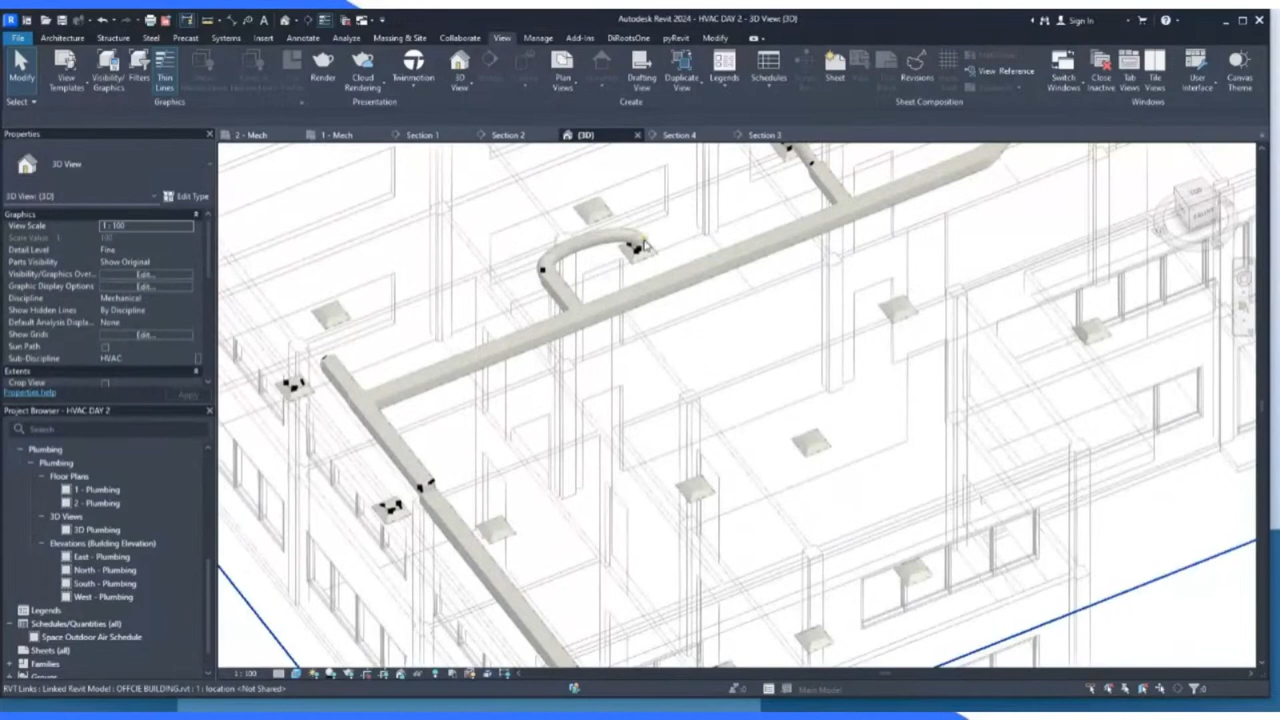 Autodesk Revit 2024 - HVAC DAY 2 - 3D View: (3D)
Sign In
File Architecture Structure Steel Precast Systems Insert Annotate Analyze Massing & Site Collaborate View Manage Add-Ins DiRootsOne pyRevit Modify
Modify
View Templates
Visibility/ Graphics
Filters
Thin Lines
Render
Cloud Rendering
Twinmotion
3D View
Plan Views
Drafting View
Duplicate View
Legends
Schedules
Sheet
Revisions
View Reference
Switch Windows
Close Inactive
Tab Views
Tile Views
User Interface
Canvas Theme
Select
Graphics
Presentation
Create
Sheet Composition
Windows
Properties
2 - Mech
1 - Mech
Section 1
Section 2
(3D)
Section 4
Section 3
3D View
3D View: (3D)
Edit Type
Graphics
View Scale 1 : 100
Scale Value 1: 100
Detail Level Fine
Parts Visibility Show Original
Visibility/Graphics Over... Edit...
Graphic Display Options Edit...
Discipline Mechanical
Show Hidden Lines By Discipline
Default Analysis Displa... None
Show Grids Edit...
Sun Path
Sub-Discipline HVAC
Extents
Crop View
Properties help
Apply
Project Browser - HVAC DAY 2
Search
Plumbing
Plumbing
Floor Plans
1 - Plumbing
2 - Plumbing
3D Views
3D Plumbing
Elevations (Building Elevation)
East - Plumbing
North - Plumbing
South - Plumbing
West - Plumbing
Legends
Schedules/Quantities (all)
Space Outdoor Air Schedule
Sheets (all)
Families
Groups
TOP
FRONT
1 : 100
RVT Links : Linked Revit Model : OFFCIE BUILDING.rvt : 1 : location <Not Shared>
:0
Main Model
:0